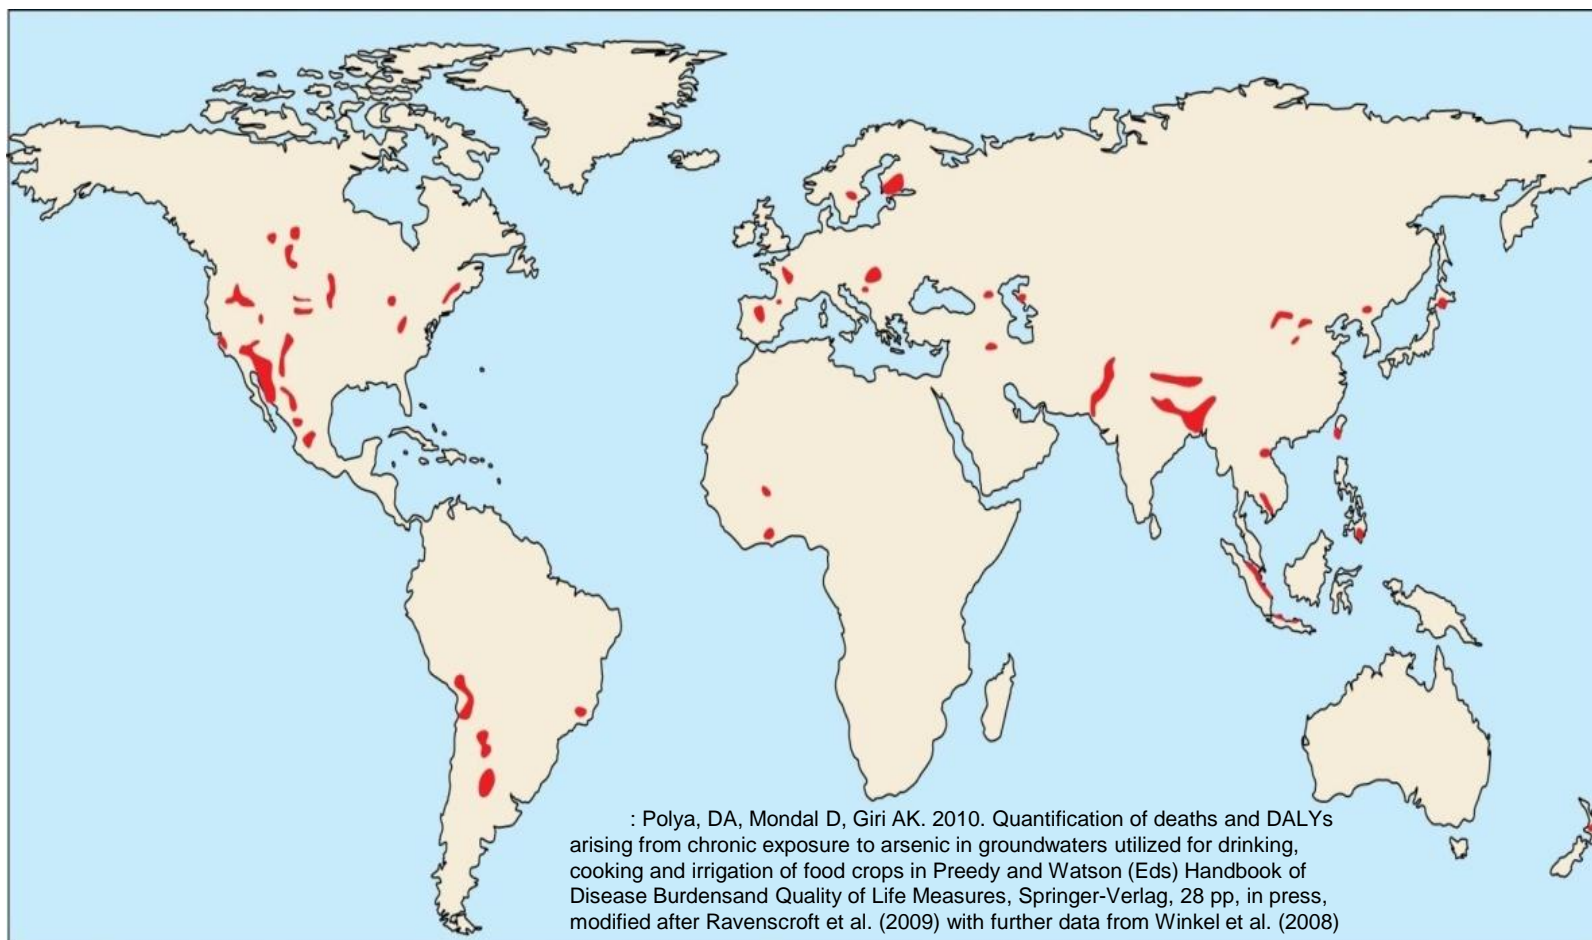 : Polya, DA, Mondal D, Giri AK. 2010. Quantification of deaths and DALYs
arising from chronic exposure to arsenic in groundwaters utilized for drinking,
cooking and irrigation of food crops in Preedy and Watson (Eds) Handbook of
Disease Burdensand Quality of Life Measures, Springer-Verlag, 28 pp, in press,
modified after Ravenscroft et al. (2009) with further data from Winkel et al. (2008)